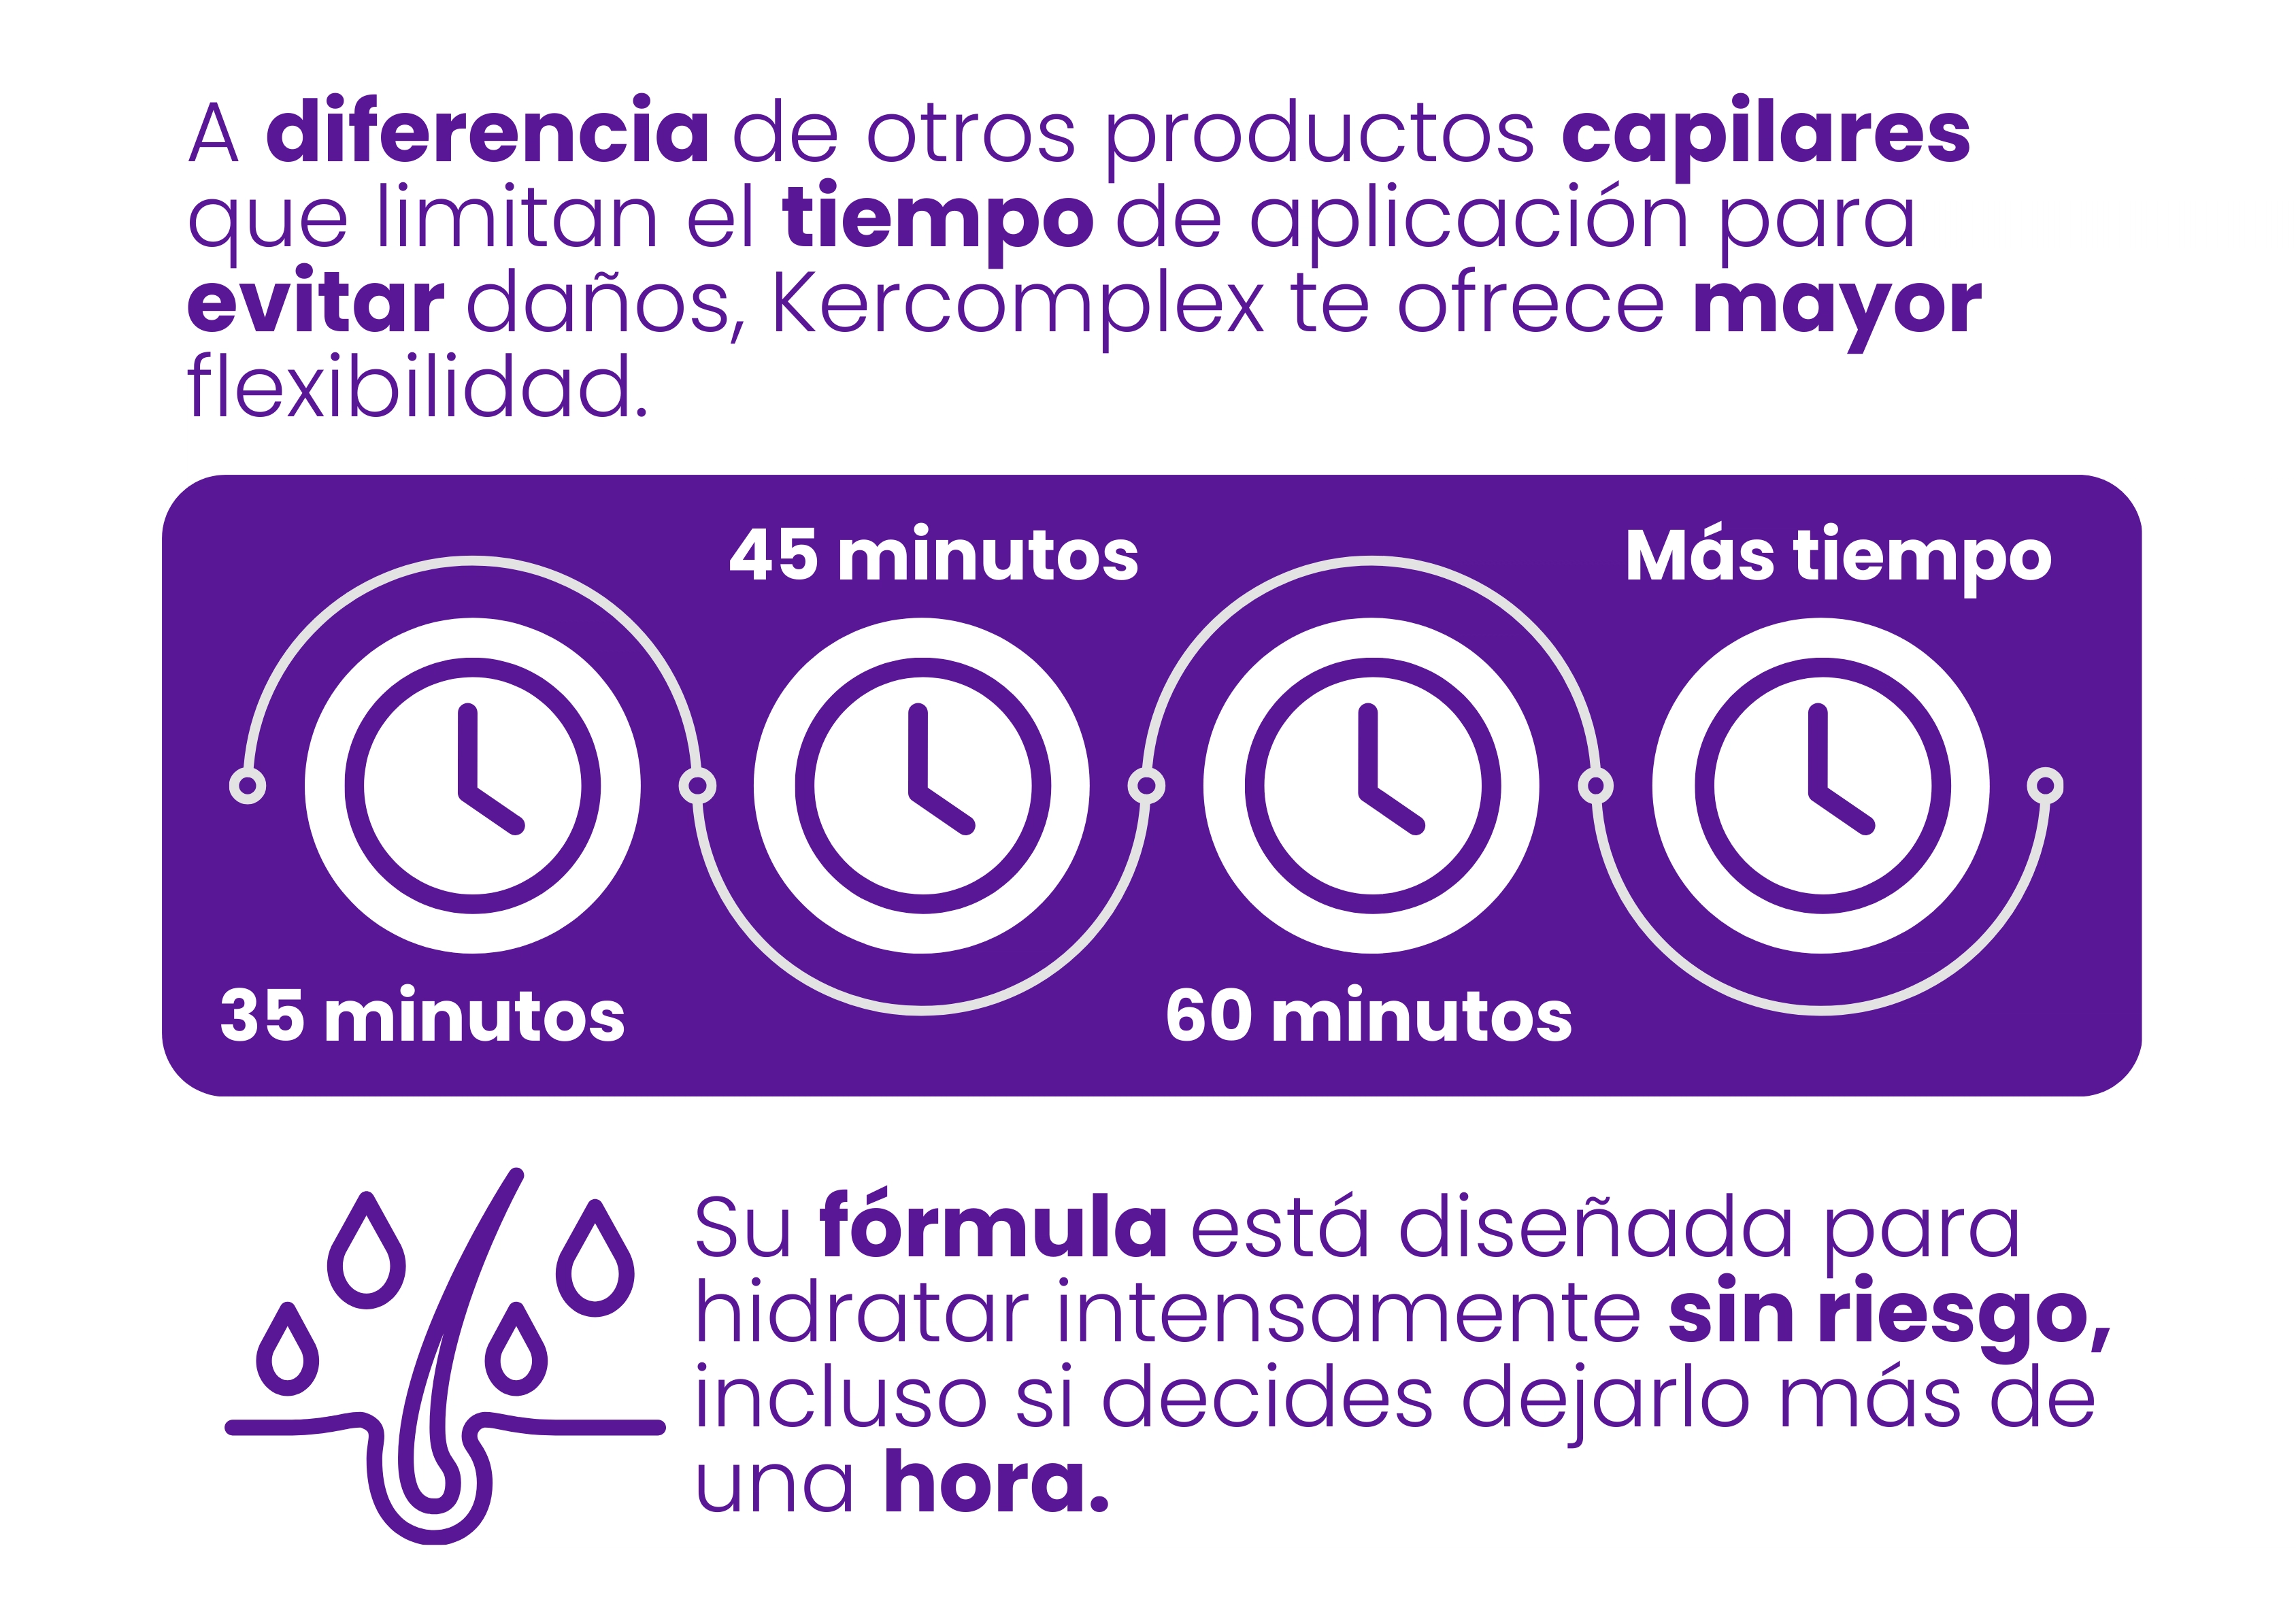 A diferencia de otros productos capilares
que limitan el tiempo de aplicación para
evitar daños, Kercomplex te ofrece mayor
flexibilidad.
45 minutos
Más tiempo
35 minutos
60 minutos
Su fórmula está diseñada para
hidratar intensamente sin riesgo,
incluso si decides dejarlo más de
una hora.